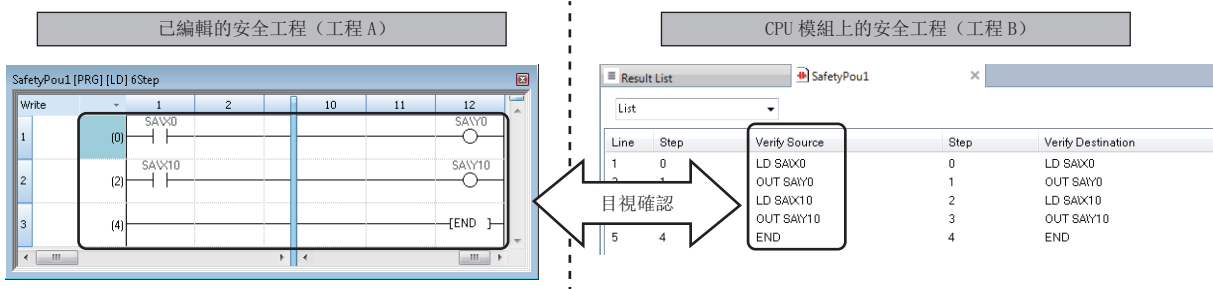 已編輯的安全工程（工程 A）
SafetyPou1 [PRG] [LD] 6Step
Write 1 2 10 11 12
SA\X0 SA\Y0
1 (0)
SA\X10 SA\Y10
2 (2)
3 (4) [END ]
目視確認
CPU 模組上的安全工程（工程 B）
Result List SafetyPou1
List
Line Step Verify Source Step Verify Destination
1 0 LD SA\X0 0 LD SA\X0
OUT SA\Y0 1 OUT SA\Y0
LD SA\X10 2 LD SA\X10
OUT SA\Y10 3 OUT SA\Y10
5 4 END 4 END